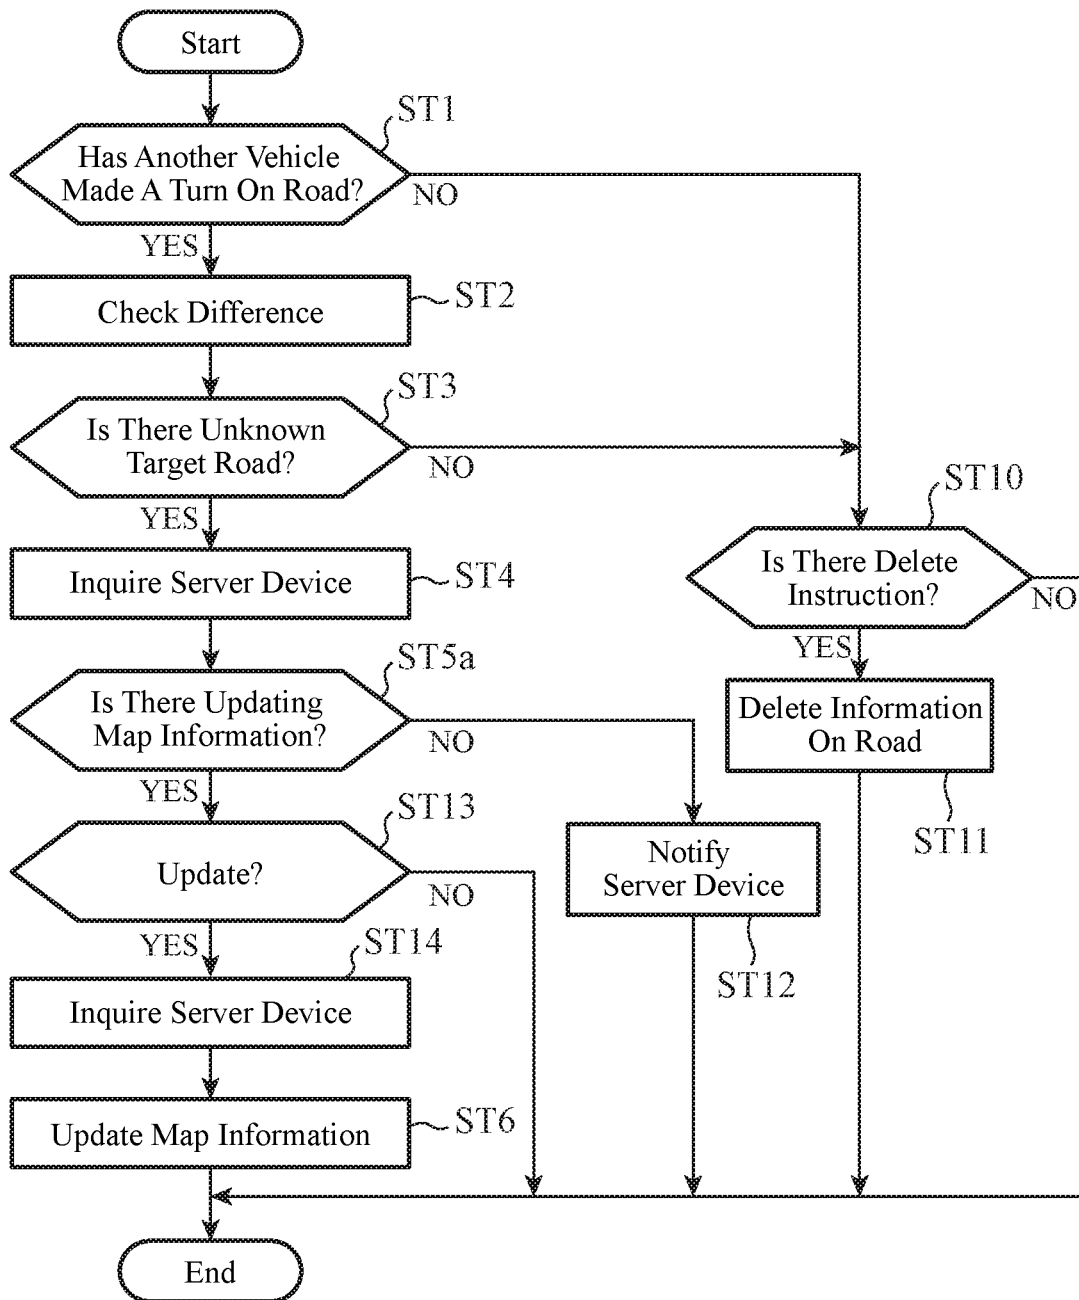 Start
ST1
Has Another Vehicle
Made A Turn On Road?
NO
YES
ST2
Check Difference
ST3
Is There Unknown
Target Road?
NO
YES
ST10
Is There Delete
Instruction?
NO
YES
Inquire Server Device
ST4
ST5a
Is There Updating
Map Information?
NO
YES
Delete Information
On Road
ST11
ST13
Update?
NO
YES
Notify
Server Device
ST12
ST14
Inquire Server Device
Update Map Information
ST6
End